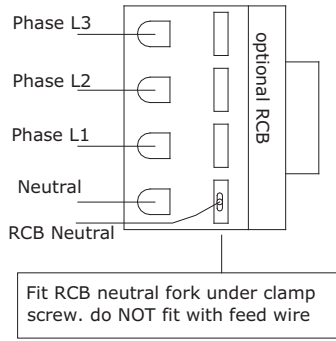 Phase L3
Phase L2
Phase L1
Neutral
RCB Neutral
optional RCB
Fit RCB neutral fork under clamp
screw. do NOT fit with feed wire